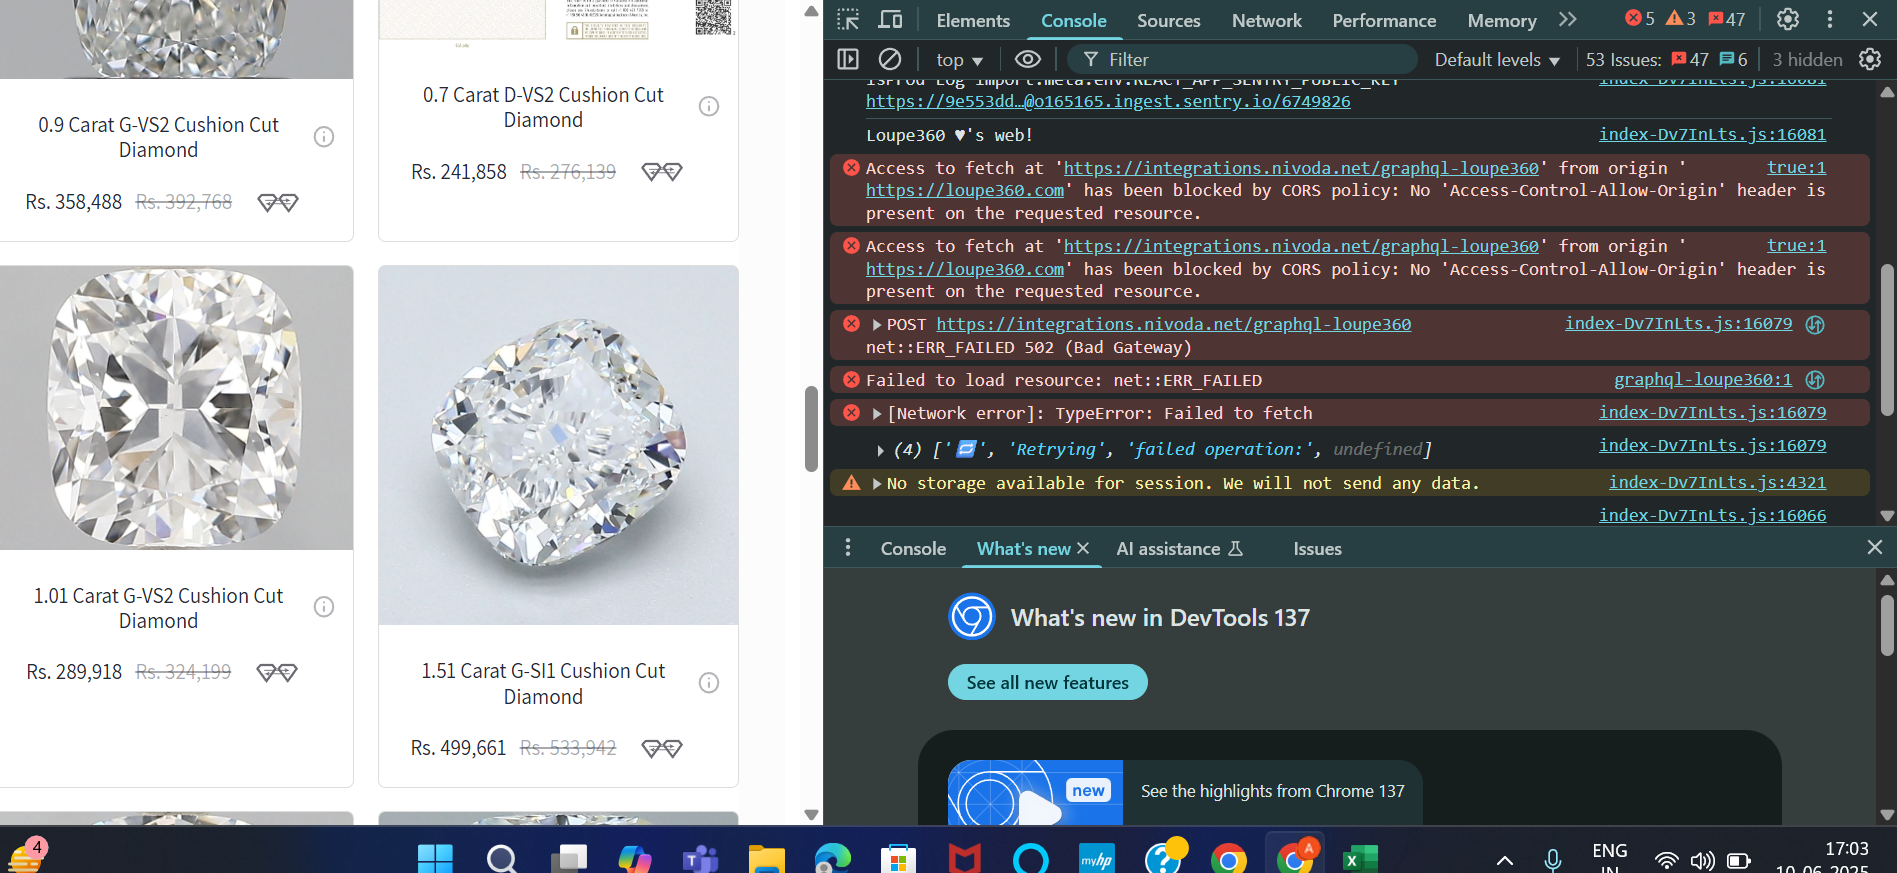 0.9 Carat G-VS2 Cushion Cut
Diamond
Rs. 358,488 Rs. 392,768
0.7 Carat D-VS2 Cushion Cut
Diamond
Rs. 241,858 Rs. 276,139
1.01 Carat G-VS2 Cushion Cut
Diamond
Rs. 289,918 Rs. 324,199
1.51 Carat G-SI1 Cushion Cut
Diamond
Rs. 499,661 Rs. 533,942
Elements Console Sources Network Performance Memory 5 3 47
top Filter Default levels 53 Issues: 47 6 3 hidden
isProd Log import.meta.env.REACT_APP_SENTRY_PUBLIC_KEY index-Dv7InLts.js:16081
https://9e553dd…@o165165.ingest.sentry.io/6749826
Loupe360 ♥'s web! index-Dv7InLts.js:16081
Access to fetch at 'https://integrations.nivoda.net/graphql-loupe360' from origin ' true:1
https://loupe360.com' has been blocked by CORS policy: No 'Access-Control-Allow-Origin' header is
present on the requested resource.
Access to fetch at 'https://integrations.nivoda.net/graphql-loupe360' from origin ' true:1
https://loupe360.com' has been blocked by CORS policy: No 'Access-Control-Allow-Origin' header is
present on the requested resource.
POST https://integrations.nivoda.net/graphql-loupe360 index-Dv7InLts.js:16079
net::ERR_FAILED 502 (Bad Gateway)
Failed to load resource: net::ERR_FAILED graphql-loupe360:1
[Network error]: TypeError: Failed to fetch index-Dv7InLts.js:16079
(4) ['🔁', 'Retrying', 'failed operation:', undefined] index-Dv7InLts.js:16079
No storage available for session. We will not send any data. index-Dv7InLts.js:4321
index-Dv7InLts.js:16066
Console What's new AI assistance Issues
What's new in DevTools 137
See all new features
new
See the highlights from Chrome 137
4
myhp
A
ENG
IN
17:03
10-06-2025